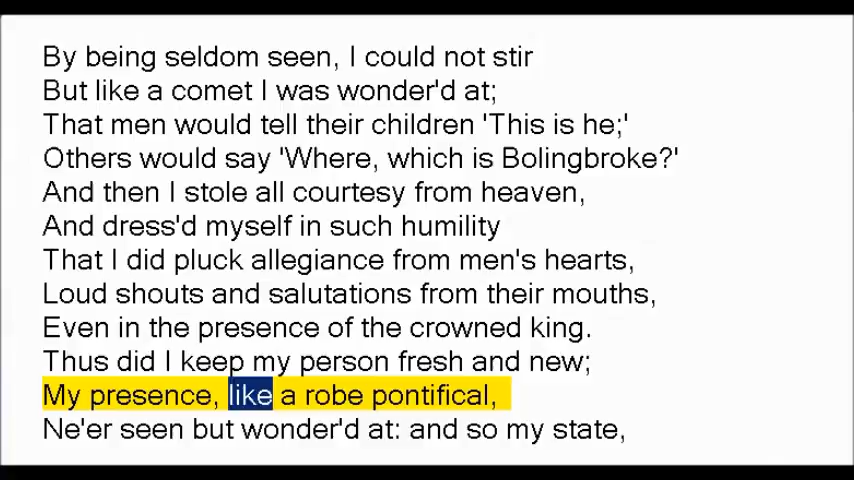 By being seldom seen, I could not stir
But like a comet I was wonder'd at;
That men would tell their children 'This is he;'
Others would say 'Where, which is Bolingbroke?'
And then I stole all courtesy from heaven,
And dress'd myself in such humility
That I did pluck allegiance from men's hearts,
Loud shouts and salutations from their mouths,
Even in the presence of the crowned king.
Thus did I keep my person fresh and new;
My presence, like a robe pontifical,
Ne'er seen but wonder'd at: and so my state,